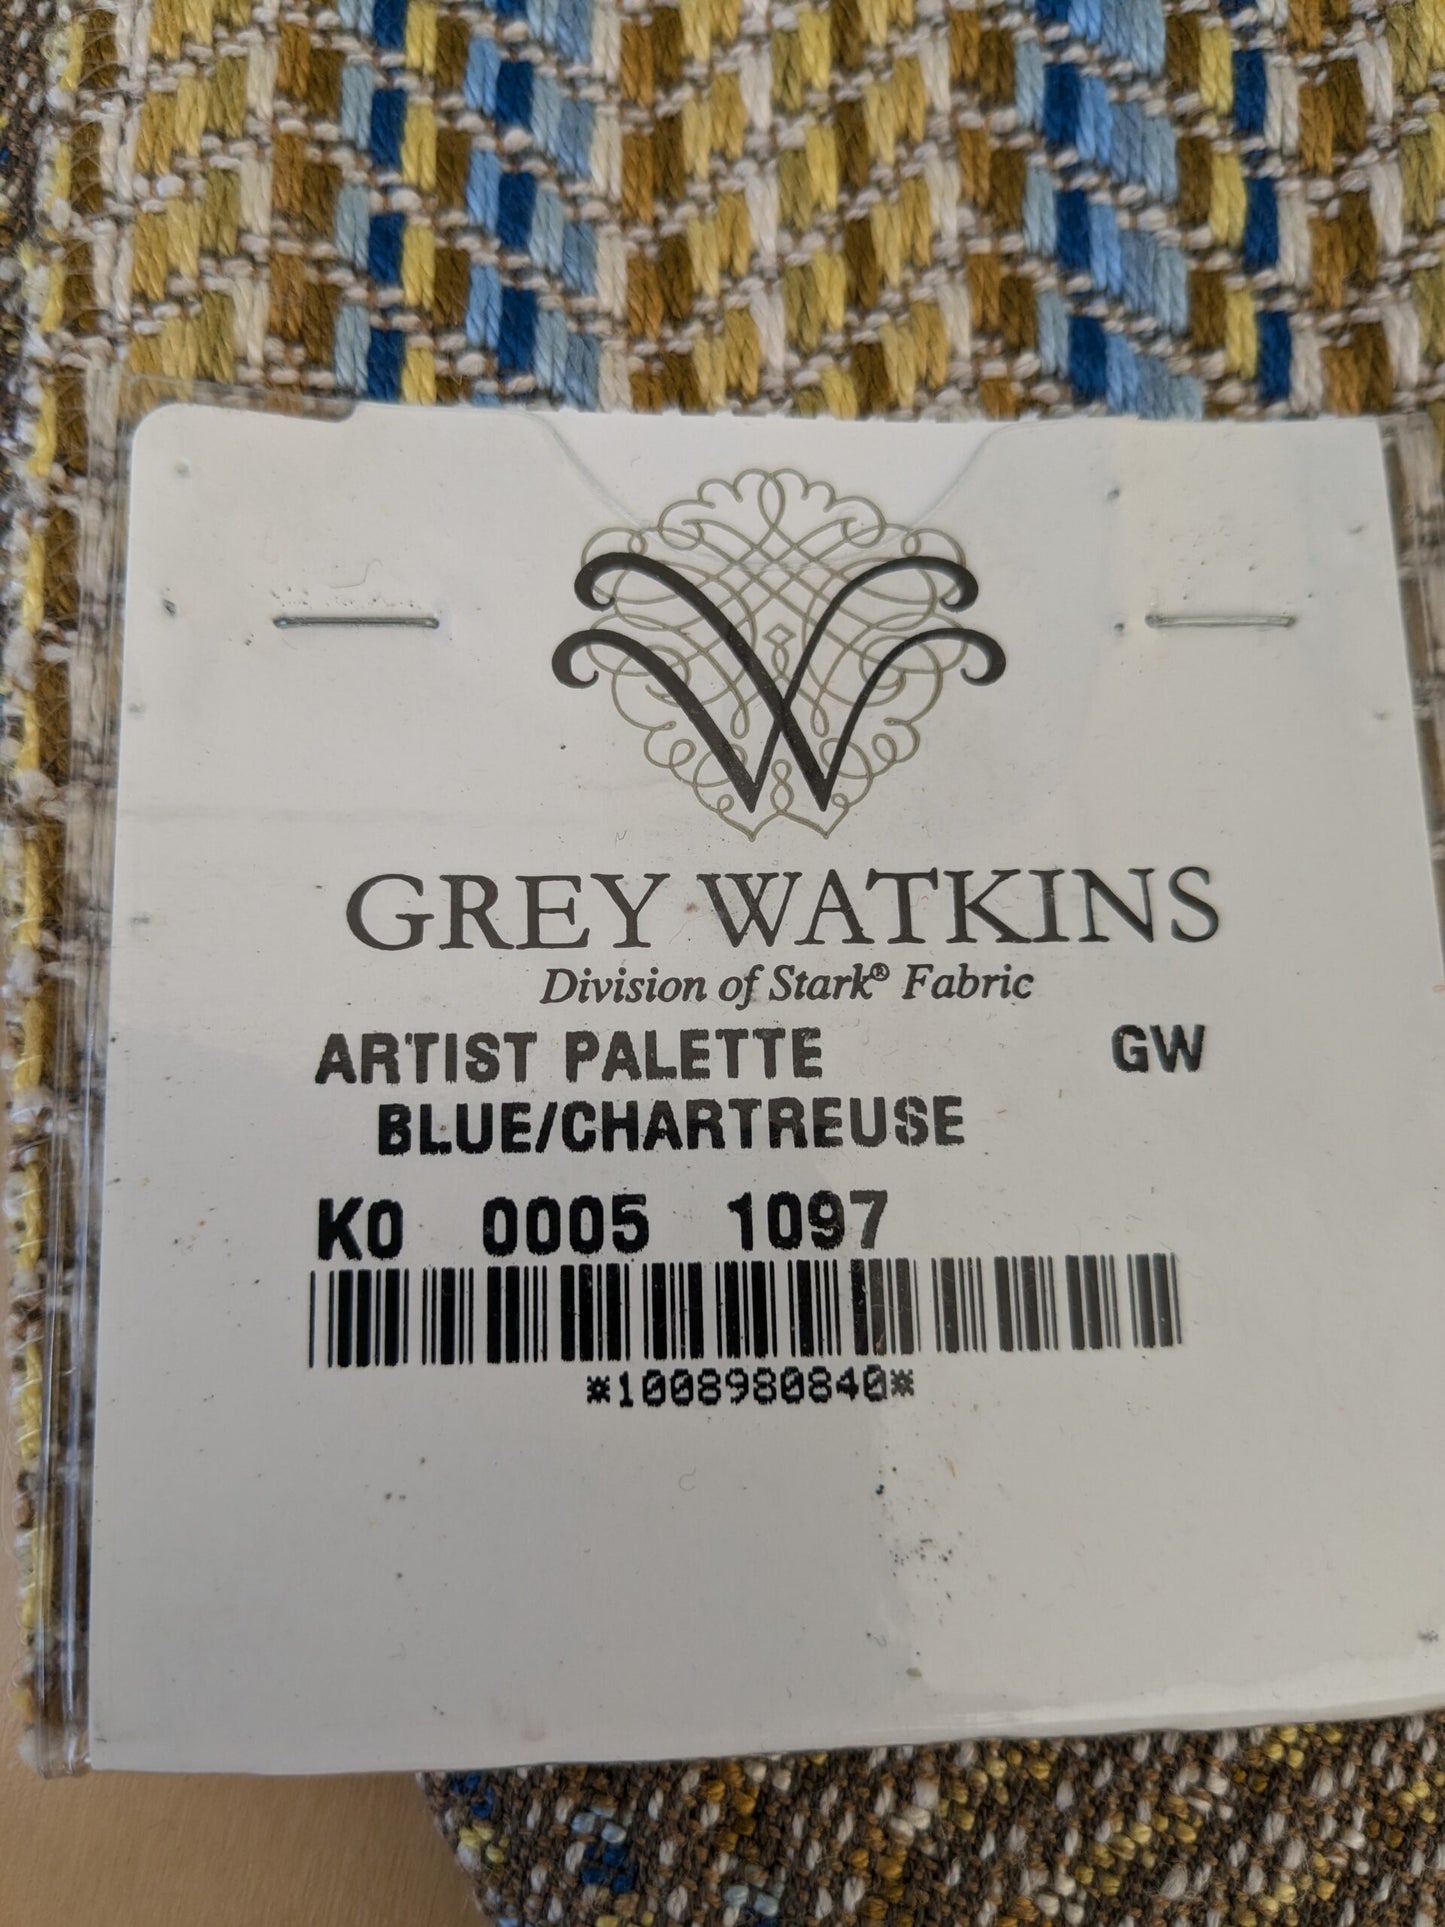 W
GREY WATKINS
Division of Stark® Fabric
ARTIST PALETTE GW
BLUE/CHARTREUSE
K0 0005 1097
*1008980840*